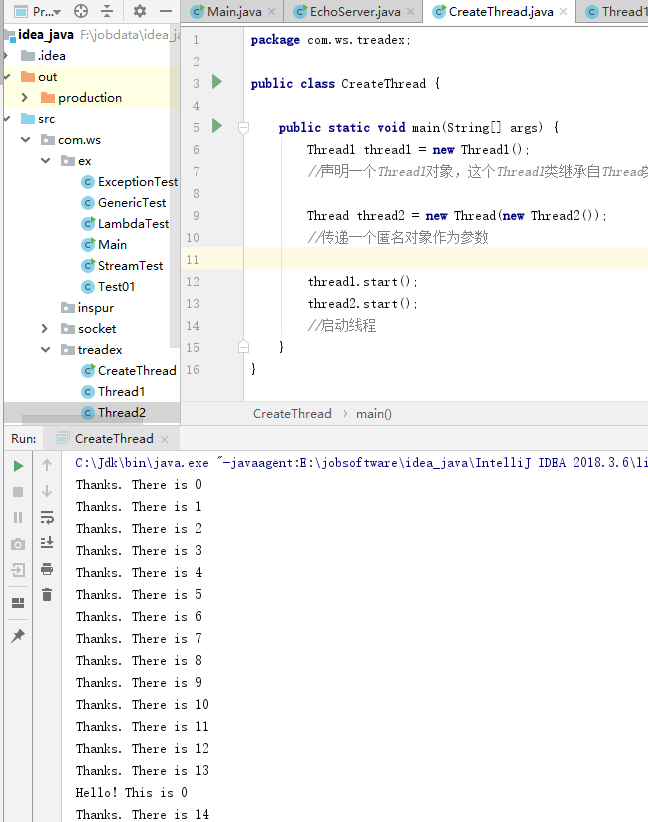 Pr...
Main.java
EchoServer.java
CreateThread.java
Thread1
idea_java F:\jobdata\idea_ja
.idea
out
production
src
com.ws
ex
ExceptionTest
GenericTest
LambdaTest
Main
StreamTest
Test01
inspur
socket
treadex
CreateThread
Thread1
Thread2
1 package com.ws.treadex;
2
3 public class CreateThread {
4
5 public static void main(String[] args) {
6 Thread1 thread1 = new Thread1();
7 //声明一个Thread1对象，这个Thread1类继承自Thread类
8
9 Thread thread2 = new Thread(new Thread2());
10 //传递一个匿名对象作为参数
11
12 thread1.start();
13 thread2.start();
14 //启动线程
15 }
16 }
CreateThread > main()
Run: CreateThread
C:\Jdk\bin\java.exe "-javaagent:E:\jobsoftware\idea_java\IntelliJ IDEA 2018.3.6\li
Thanks. There is 0
Thanks. There is 1
Thanks. There is 2
Thanks. There is 3
Thanks. There is 4
Thanks. There is 5
Thanks. There is 6
Thanks. There is 7
Thanks. There is 8
Thanks. There is 9
Thanks. There is 10
Thanks. There is 11
Thanks. There is 12
Thanks. There is 13
Hello! This is 0
Thanks. There is 14